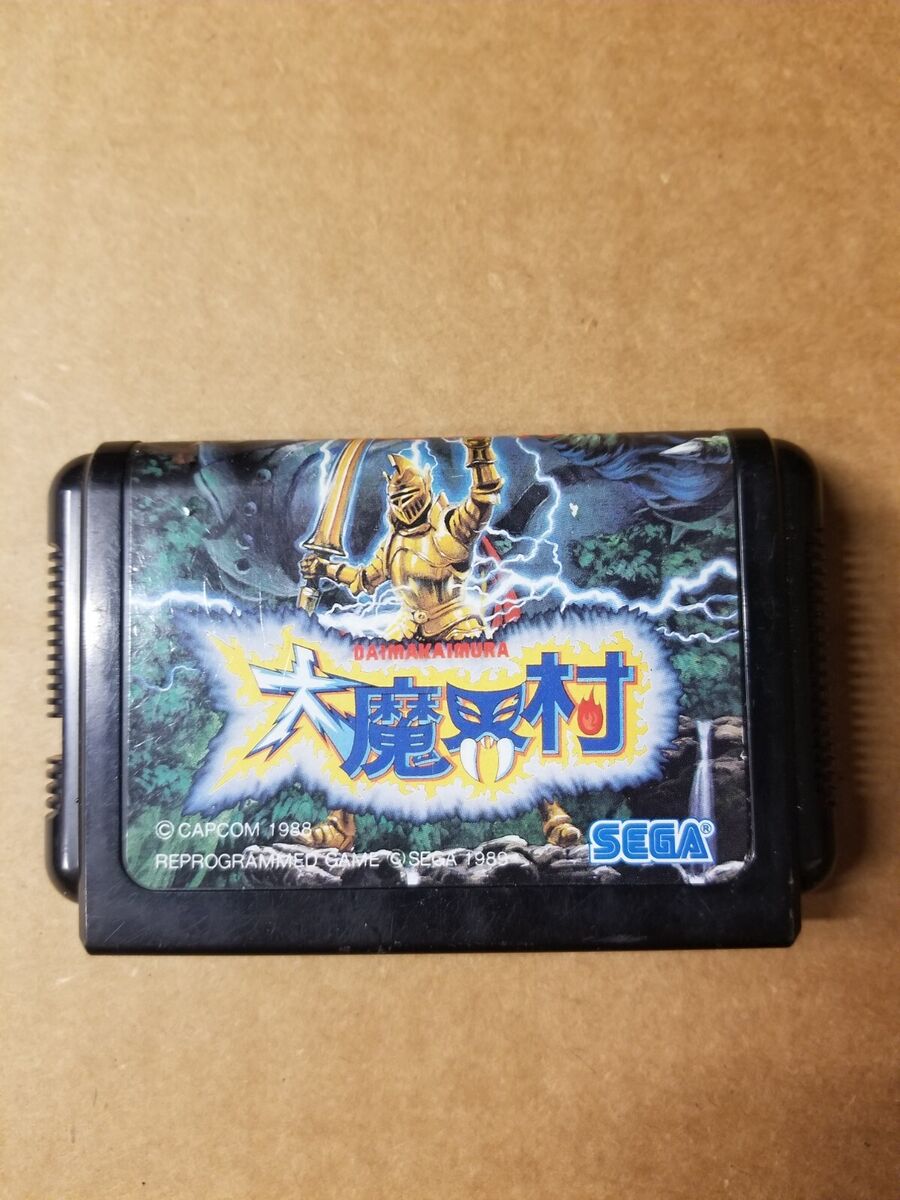 DAIMAKAIMURA
大魔界村
© CAPCOM 1988
REPROGRAMMED GAME © SEGA 1989
SEGA®